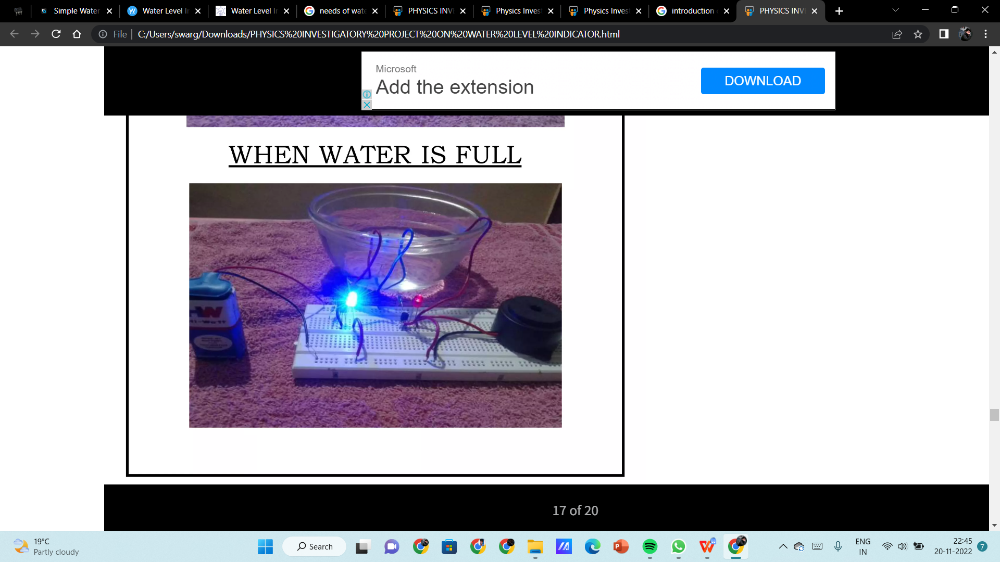 Simple Water
Water Level I
Water Level I
needs of wate
PHYSICS INV
Physics Inves
Physics Inves
introduction
PHYSICS INV
File
C:/Users/swarg/Downloads/PHYSICS%20INVESTIGATORY%20PROJECT%20ON%20WATER%20LEVEL%20INDICATOR.html
Microsoft
Add the extension
DOWNLOAD
WHEN WATER IS FULL
HW
17 of 20
19°C
Partly cloudy
Search
ENG
IN
22:45
20-11-2022
7